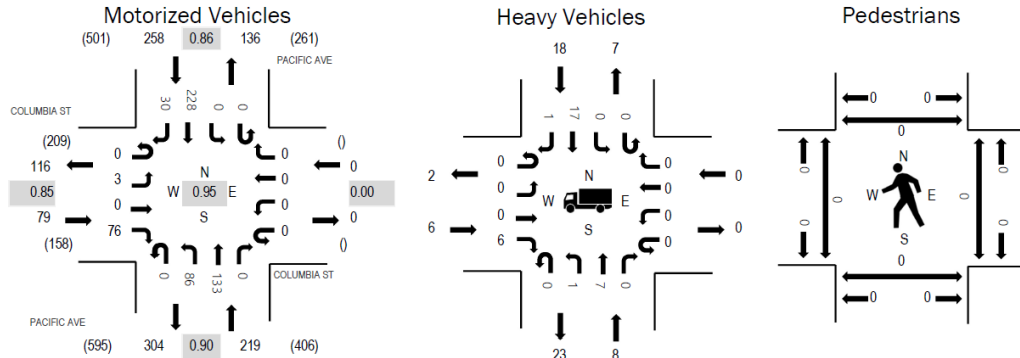 Motorized Vehicles
Heavy Vehicles
Pedestrians
(501) 258 0.86 136 (261)
PACIFIC AVE
COLUMBIA ST
30 228 0 0
(209)
116
0.85
79
(158)
0
3
0
76
N
W 0.95 E
S
0
0
0
0
()
0
0.00
0
()
0 86 133 0
COLUMBIA ST
PACIFIC AVE
(595) 304 0.90 219 (406)
18 7
1 17 0 0
2
6
0
0
0
6
N
W E
S
0
0
0
0
0
0
0 1 7 0
23 8
0 0
0
0 0
N
W E
S
0 0
0 0
0
0 0